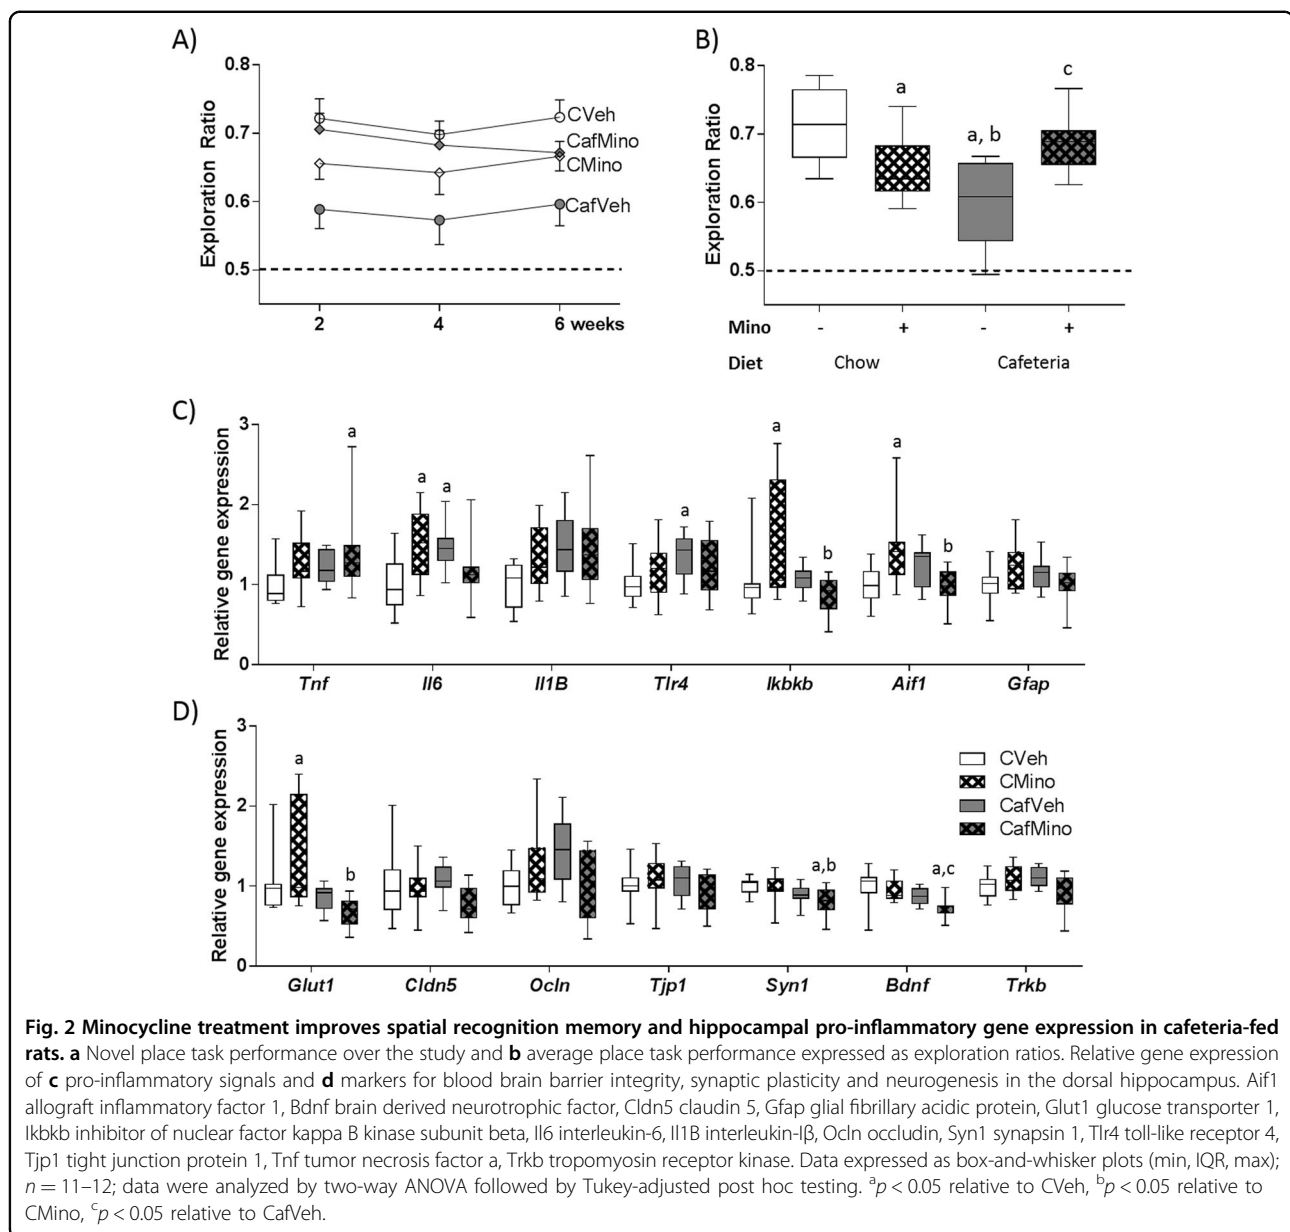 A)
0.8
0.7
0.6
0.5
Exploration Ratio
CVeh
CafMino
CMino
CafVeh
2
4
6 weeks
B)
0.8
0.7
0.6
0.5
Exploration Ratio
a
a, b
c
Mino
-
+
-
+
Diet
Chow
Cafeteria
C)
3
2
1
0
Relative gene expression
a
a
a
a
a
b
a
b
Tnf
Il6
Il1B
Tlr4
Ikbkb
Aif1
Gfap
D)
3
2
1
0
Relative gene expression
a
b
a,b
a,c
CVeh
CMino
CafVeh
CafMino
Glut1
Cldn5
Ocln
Tjp1
Syn1
Bdnf
Trkb
Fig. 2 Minocycline treatment improves spatial recognition memory and hippocampal pro-inflammatory gene expression in cafeteria-fed
rats. a Novel place task performance over the study and b average place task performance expressed as exploration ratios. Relative gene expression
of c pro-inflammatory signals and d markers for blood brain barrier integrity, synaptic plasticity and neurogenesis in the dorsal hippocampus. Aif1
allograft inflammatory factor 1, Bdnf brain derived neurotrophic factor, Cldn5 claudin 5, Gfap glial fibrillary acidic protein, Glut1 glucose transporter 1,
Ikbkb inhibitor of nuclear factor kappa B kinase subunit beta, Il6 interleukin-6, Il1B interleukin-Iβ, Ocln occludin, Syn1 synapsin 1, Tlr4 toll-like receptor 4,
Tjp1 tight junction protein 1, Tnf tumor necrosis factor a, Trkb tropomyosin receptor kinase. Data expressed as box-and-whisker plots (min, IQR, max);
n = 11–12; data were analyzed by two-way ANOVA followed by Tukey-adjusted post hoc testing. ᵃp < 0.05 relative to CVeh, ᵇp < 0.05 relative to
CMino, ᶜp < 0.05 relative to CafVeh.